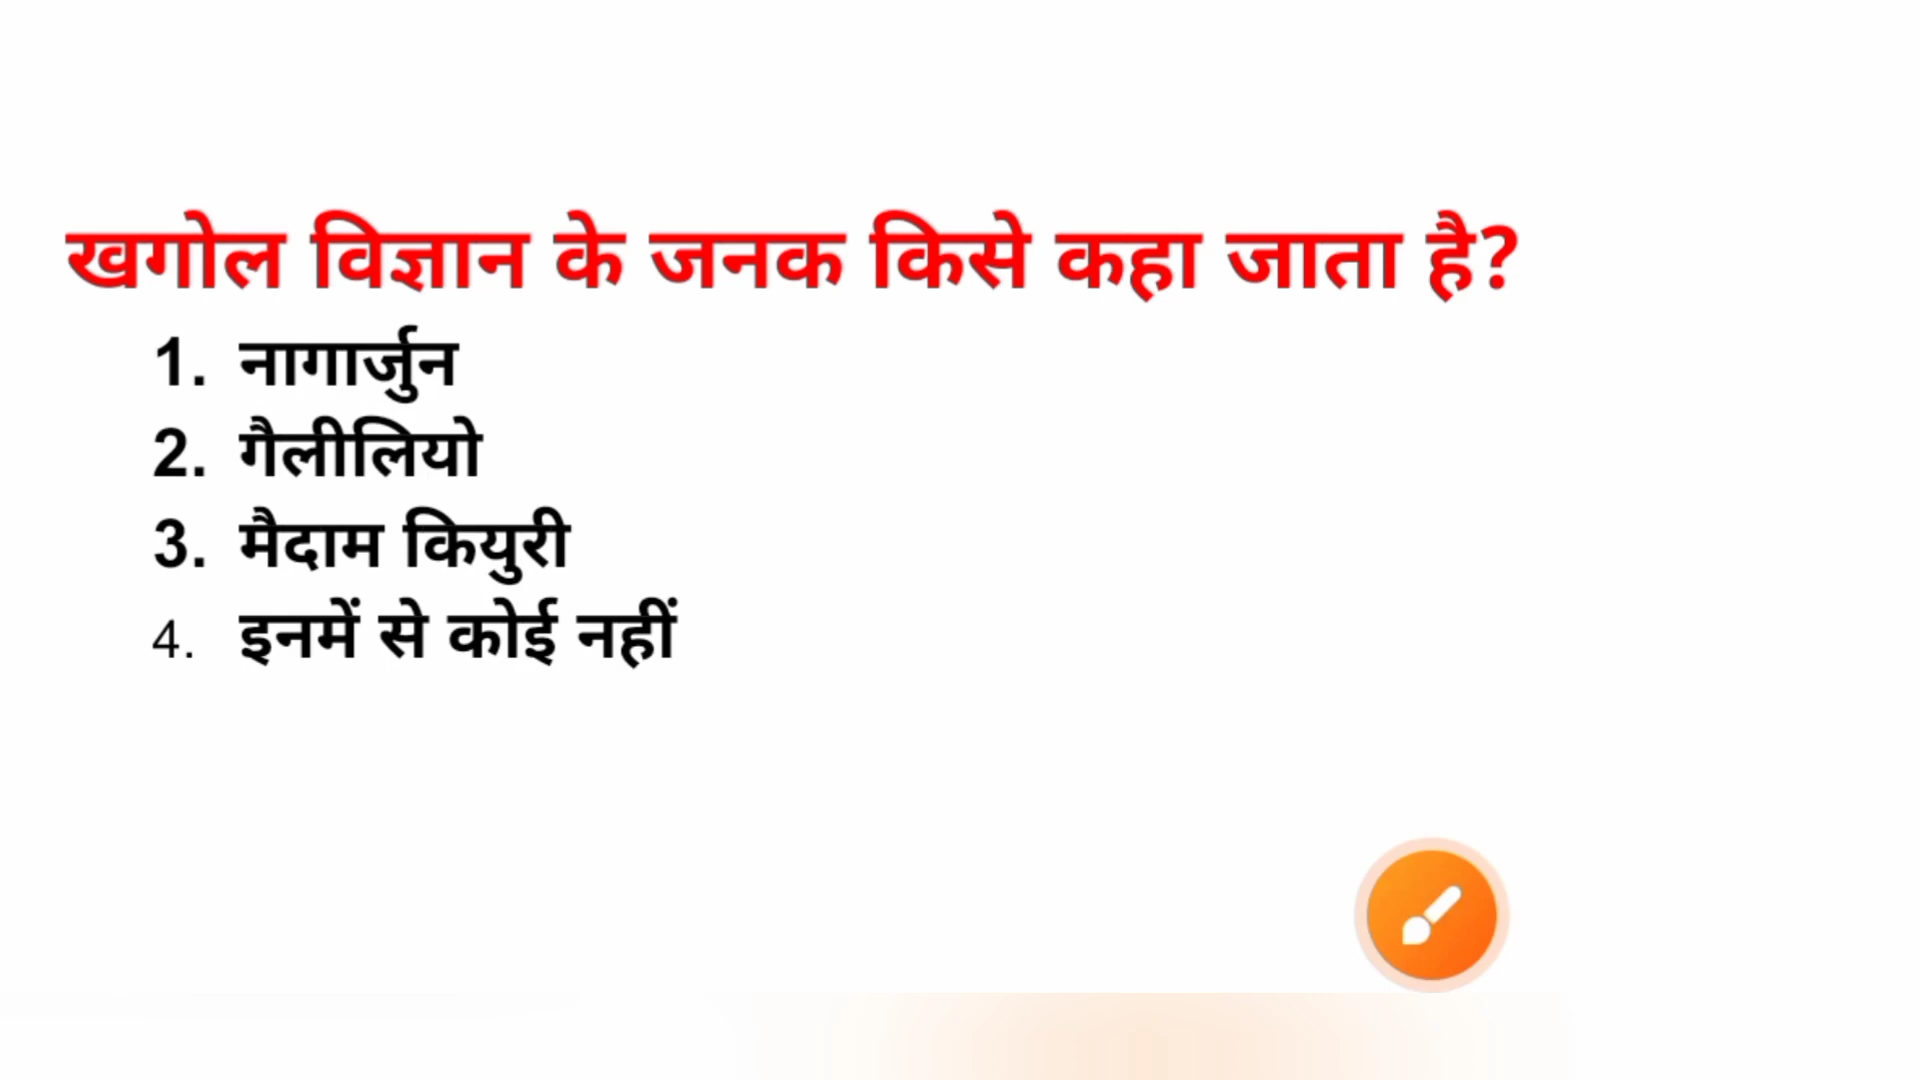 खगोल विज्ञान के जनक किसे कहा जाता है?
1. नागार्जुन
2. गैलीलियो
3. मैदाम कियुरी
4. इनमें से कोई नहीं